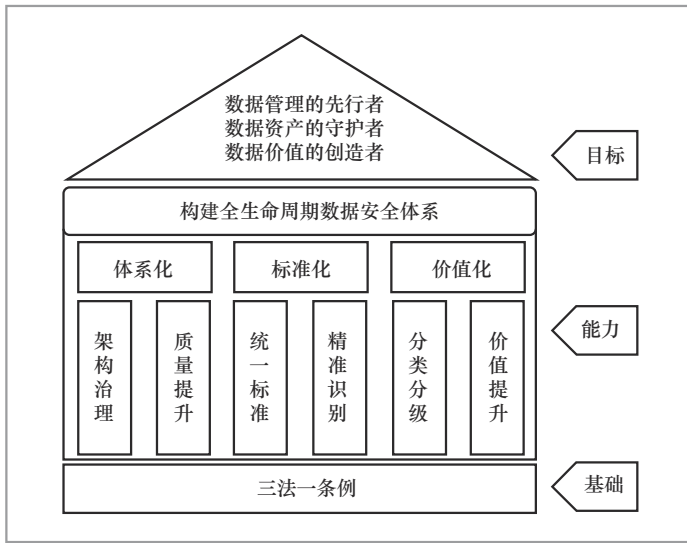 数据管理的先行者
数据资产的守护者
数据价值的创造者
目标
构建全生命周期数据安全体系
体系化
标准化
价值化
架构治理
质量提升
统一标准
精准识别
分类分级
价值提升
能力
三法一条例
基础